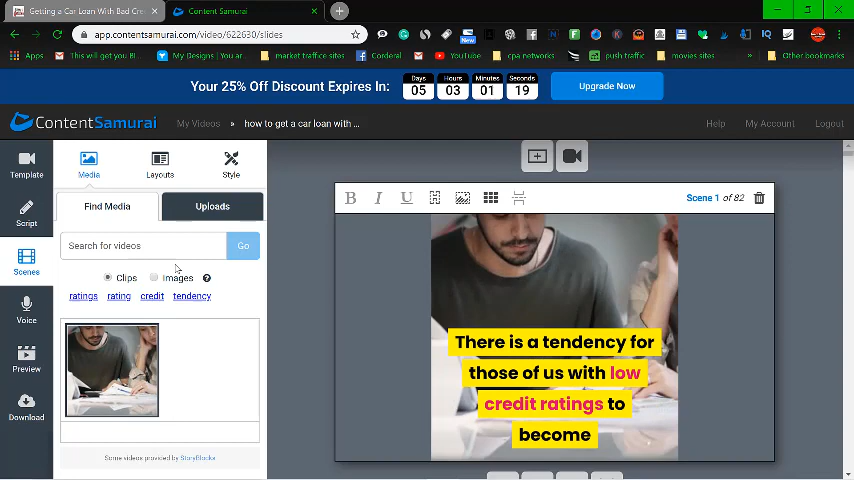 Getting a Car Loan With Bad Cre
Content Samurai
app.contentsamurai.com/video/622630/slides
Apps
This will get you Bl
My Designs | You ar
market traffic sites
Corderal
New
YouTube
cpa networks
push traffic
movies sites
Other bookmarks
Your 25% Off Discount Expires In:
Days
Hours
Minutes
Seconds
05
03
01
19
Upgrade Now
ContentSamurai
My Videos
»
how to get a car loan with ...
Help
My Account
Logout
Template
Script
Scenes
Voice
Preview
Download
Media
Layouts
Style
Find Media
Uploads
Search for videos
Go
Clips
Images
ratings
rating
credit
tendency
Some videos provided by StoryBlocks
B
I
U
Scene 1 of 82
There is a tendency for
those of us with low
credit ratings to
become